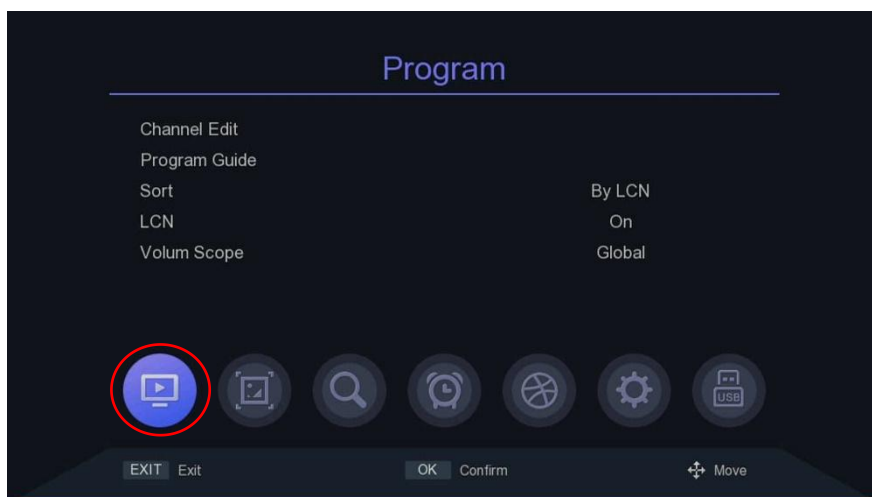 Program
Channel Edit
Program Guide
Sort By LCN
LCN On
Volum Scope Global
USB
EXIT Exit OK Confirm Move